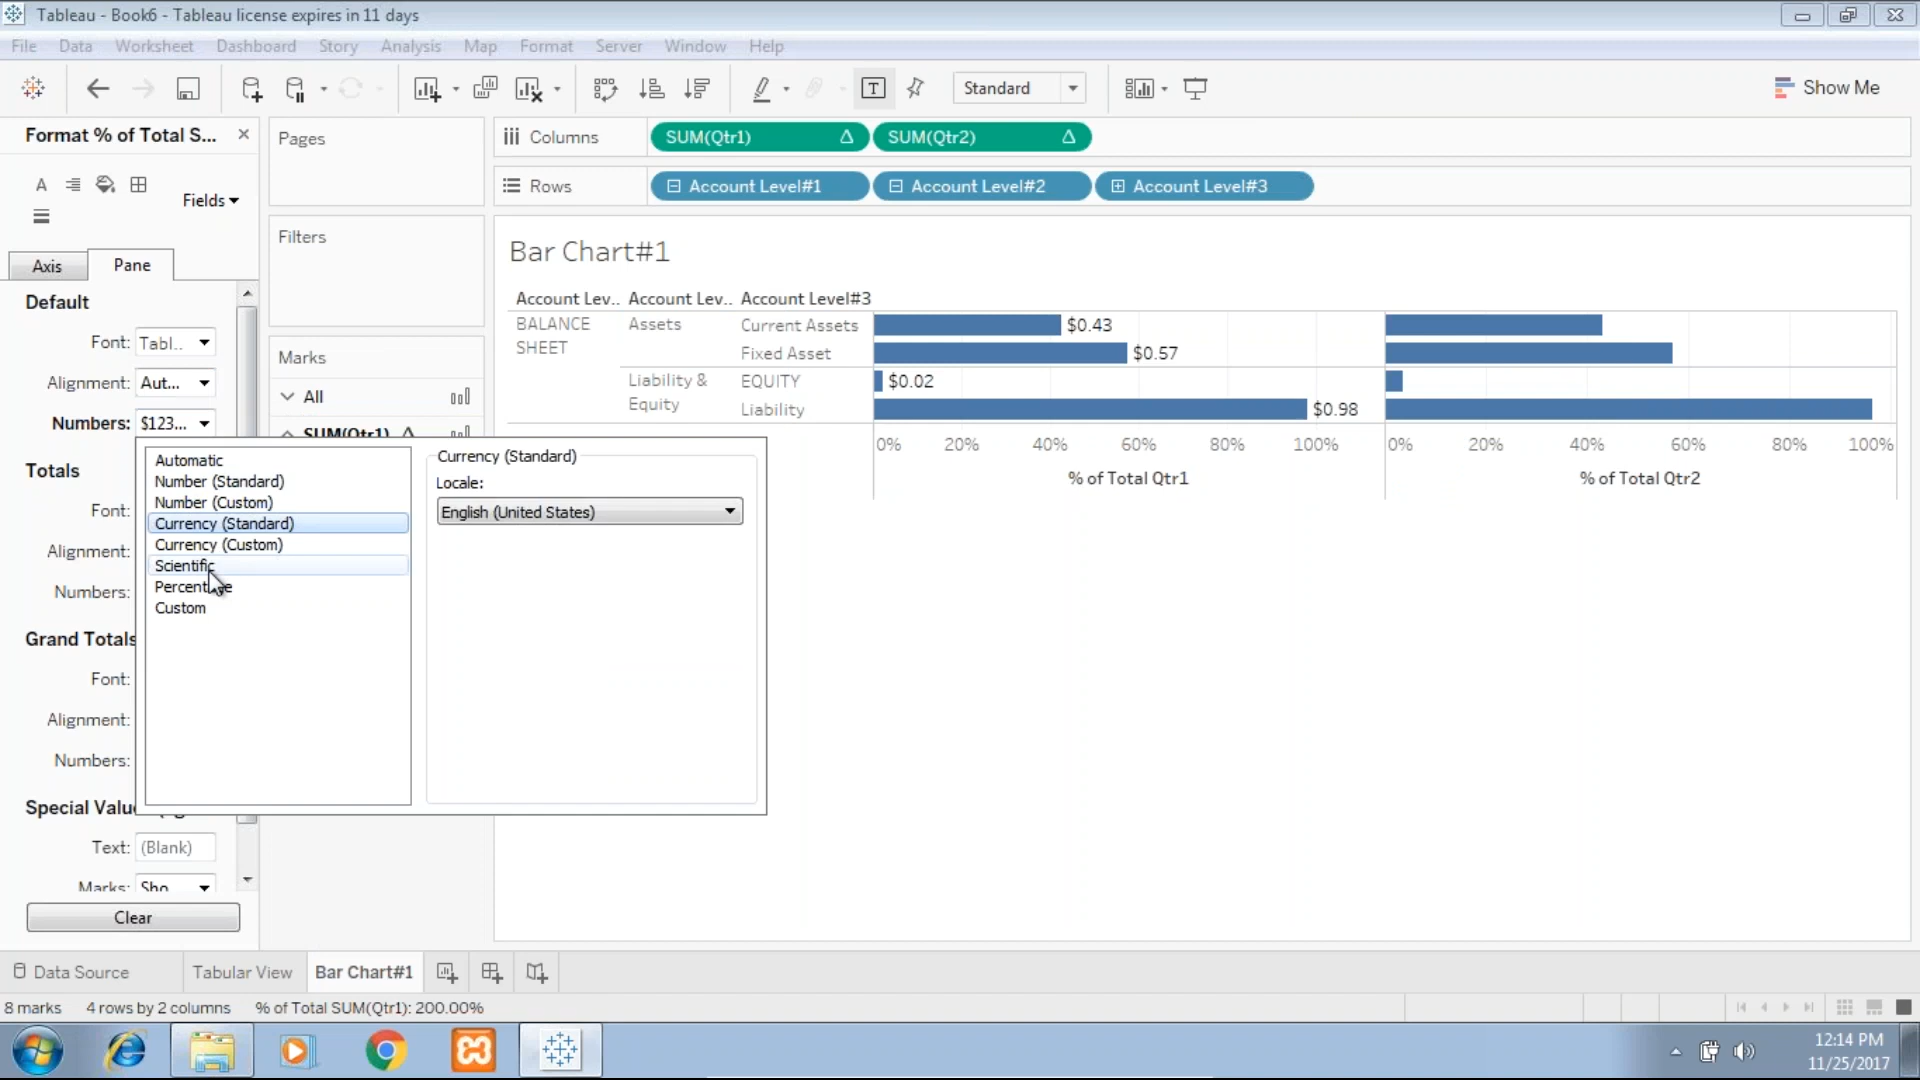 Tableau - Book6 - Tableau license expires in 11 days
File Data Worksheet Dashboard Story Analysis Map Format Server Window Help
Standard
Show Me
Format % of Total S...
Fields
Axis
Pane
Default
Font: Tabl..
Alignment: Aut...
Numbers: $123...
Totals
Font:
Alignment:
Numbers:
Grand Totals
Font:
Alignment:
Numbers:
Text: (Blank)
Marks: Sho
Clear
Automatic
Number (Standard)
Number (Custom)
Currency (Standard)
Currency (Custom)
Scientific
Custom
Currency (Standard)
Locale:
English (United States)
Pages
Filters
Marks
All
SUM(Qtr1)
Columns
SUM(Qtr1)
SUM(Qtr2)
Rows
Account Level#1
Account Level#2
Account Level#3
Bar Chart#1
Account Lev.. Account Lev.. Account Level#3
BALANCE SHEET
Assets
Current Assets
$0.43
Fixed Asset
$0.57
Liability & Equity
EQUITY
$0.02
Liability
$0.98
0% 20% 40% 60% 80% 100%
0% 20% 40% 60% 80% 100%
% of Total Qtr1
% of Total Qtr2
Data Source
Tabular View
Bar Chart#1
8 marks
4 rows by 2 columns
% of Total SUM(Qtr1): 200.00%
12:14 PM
11/25/2017